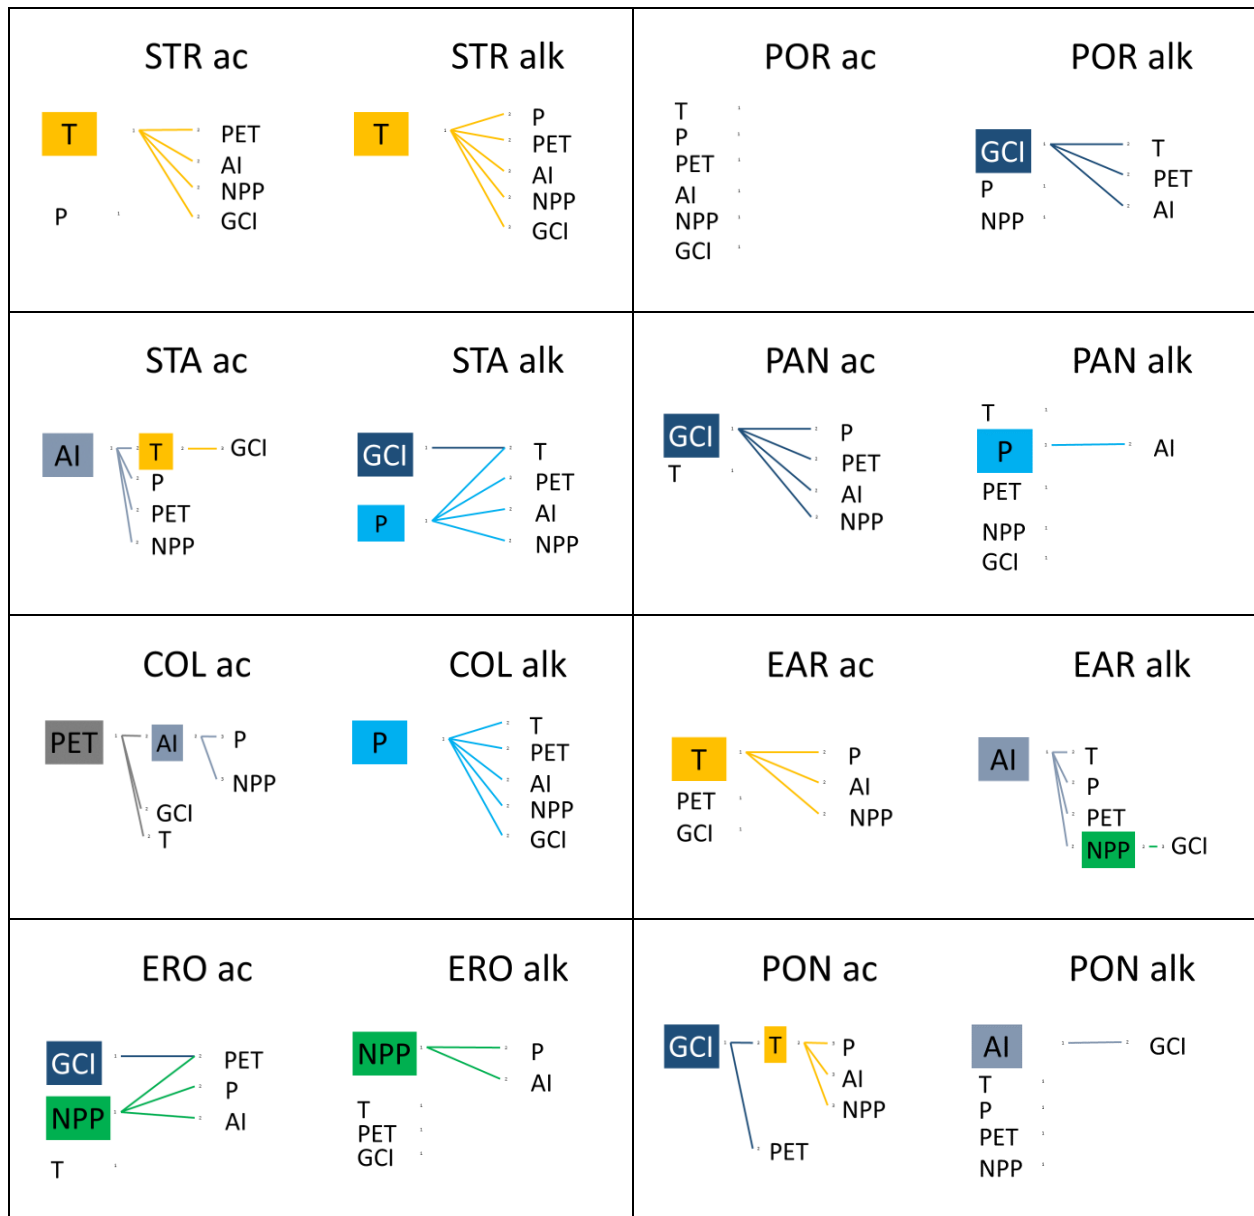 STR ac
T
PET
AI
NPP
GCI
P
STR alk
T
P
PET
AI
NPP
GCI
POR ac
T
P
PET
AI
NPP
GCI
POR alk
GCI
P
NPP
T
PET
AI
STA ac
AI
T
GCI
P
PET
NPP
STA alk
GCI
P
T
PET
AI
NPP
PAN ac
GCI
T
P
PET
AI
NPP
PAN alk
T
P
AI
PET
NPP
GCI
COL ac
PET
AI
P
NPP
GCI
T
COL alk
P
T
PET
AI
NPP
GCI
EAR ac
T
PET
GCI
P
AI
NPP
EAR alk
AI
T
P
PET
NPP
GCI
ERO ac
GCI
NPP
T
PET
P
AI
ERO alk
NPP
P
AI
T
PET
GCI
PON ac
GCI
T
P
AI
NPP
PET
PON alk
AI
GCI
T
P
PET
NPP